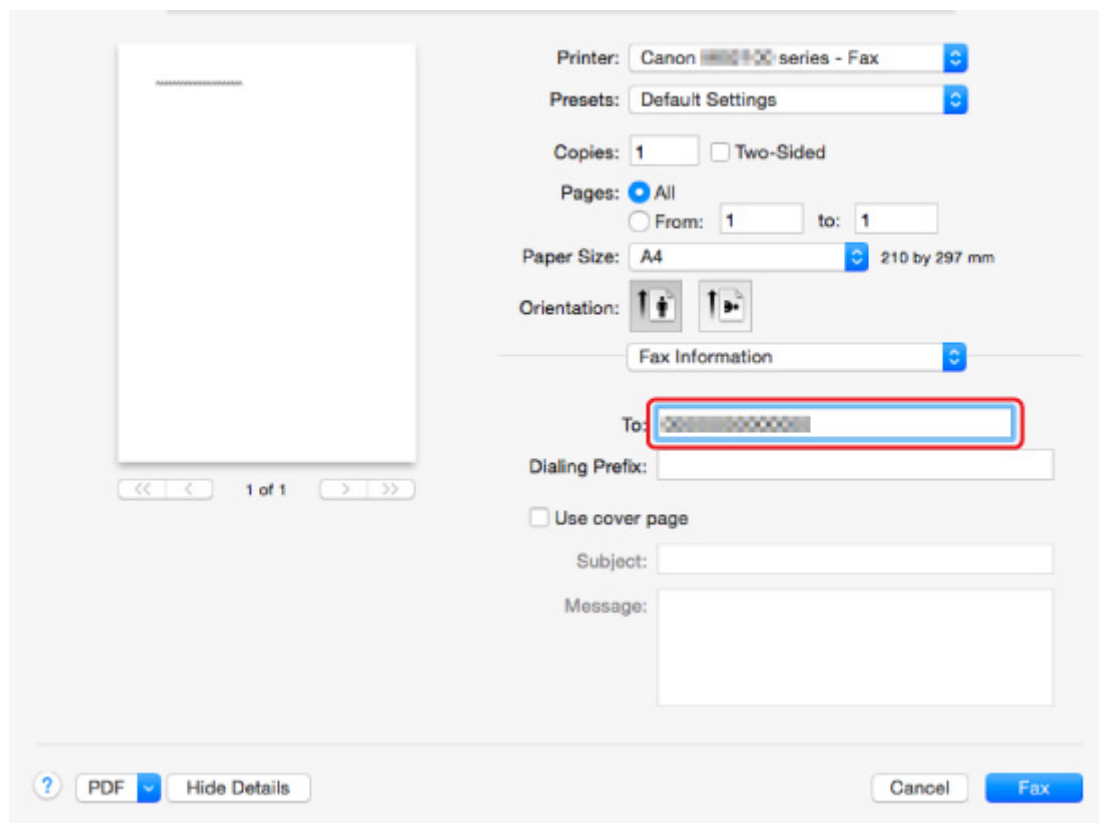 Printer: Canon series - Fax
Presets: Default Settings
Copies: 1 Two-Sided
Pages: All
From: 1 to: 1
Paper Size: A4 210 by 297 mm
Orientation:
Fax Information
To:
Dialing Prefix:
1 of 1
Use cover page
Subject:
Message:
? PDF Hide Details Cancel Fax